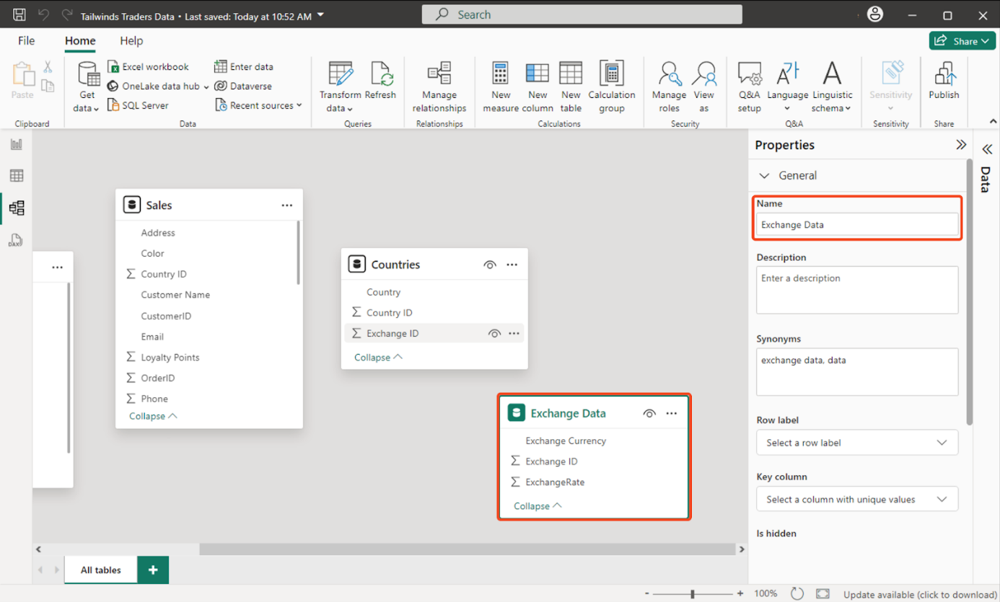 Tailwinds Traders Data • Last saved: Today at 10:52 AM
Search
File
Home
Help
Share
Paste
Clipboard
Get data
Excel workbook
OneLake data hub
SQL Server
Enter data
Dataverse
Recent sources
Data
Transform data
Refresh
Queries
Manage relationships
Relationships
New measure
New column
New table
Calculation group
Calculations
Manage roles
View as
Security
Q&A setup
Language
Linguistic schema
Q&A
Sensitivity
Sensitivity
Publish
Share
DAX
Sales
Address
Color
Σ Country ID
Customer Name
CustomerID
Email
Σ Loyalty Points
Σ OrderID
Σ Phone
Collapse
Countries
Country
Σ Country ID
Σ Exchange ID
Collapse
Exchange Data
Exchange Currency
Σ Exchange ID
Σ ExchangeRate
Collapse
Properties
General
Name
Exchange Data
Description
Enter a description
Synonyms
exchange data, data
Row label
Select a row label
Key column
Select a column with unique values
Is hidden
Data
All tables
+
- + 100%
Update available (click to download)